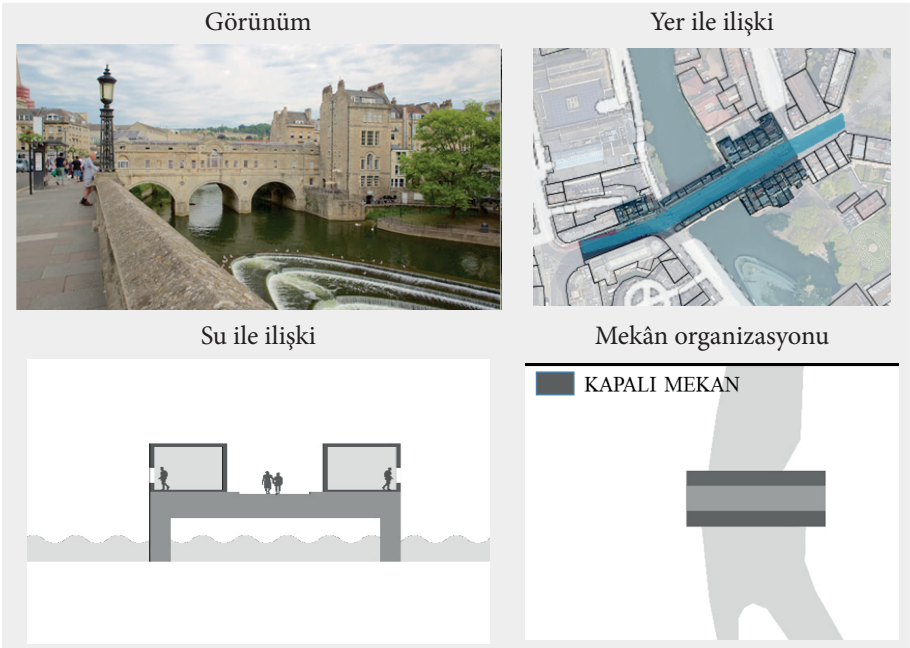 Görünüm
Yer ile ilişki
Su ile ilişki
Mekân organizasyonu
KAPALI MEKAN